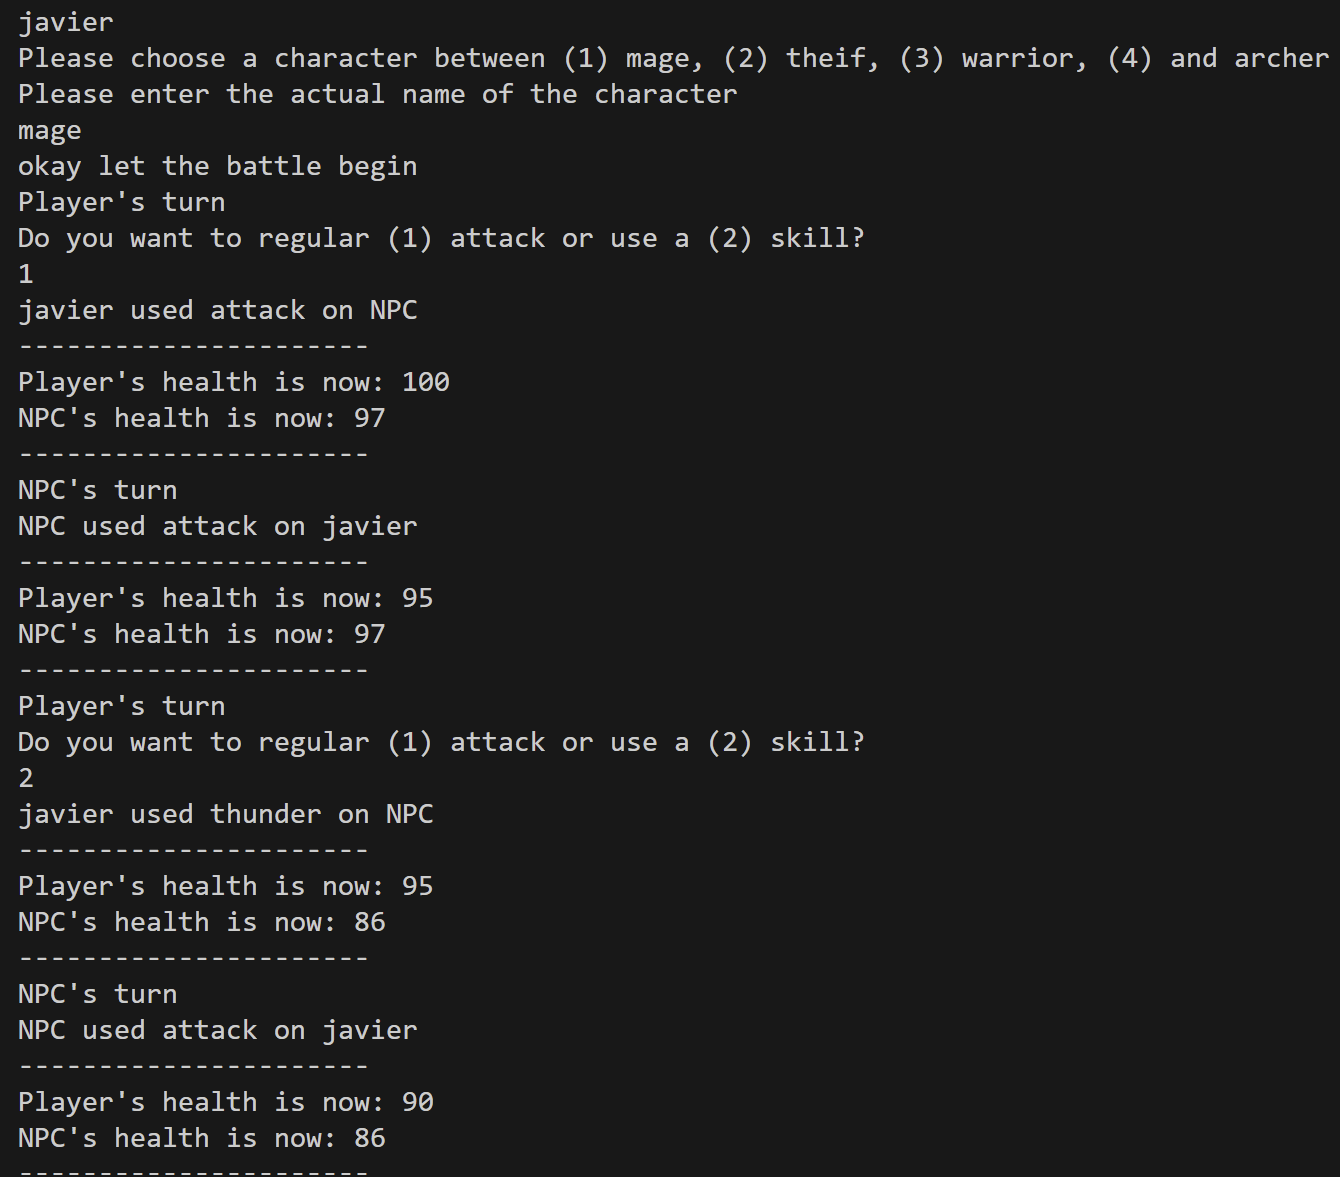 javier
Please choose a character between (1) mage, (2) theif, (3) warrior, (4) and archer
Please enter the actual name of the character
mage
okay let the battle begin
Player's turn
Do you want to regular (1) attack or use a (2) skill?
1
javier used attack on NPC
----------------------
Player's health is now: 100
NPC's health is now: 97
----------------------
NPC's turn
NPC used attack on javier
----------------------
Player's health is now: 95
NPC's health is now: 97
----------------------
Player's turn
Do you want to regular (1) attack or use a (2) skill?
2
javier used thunder on NPC
----------------------
Player's health is now: 95
NPC's health is now: 86
----------------------
NPC's turn
NPC used attack on javier
----------------------
Player's health is now: 90
NPC's health is now: 86
----------------------